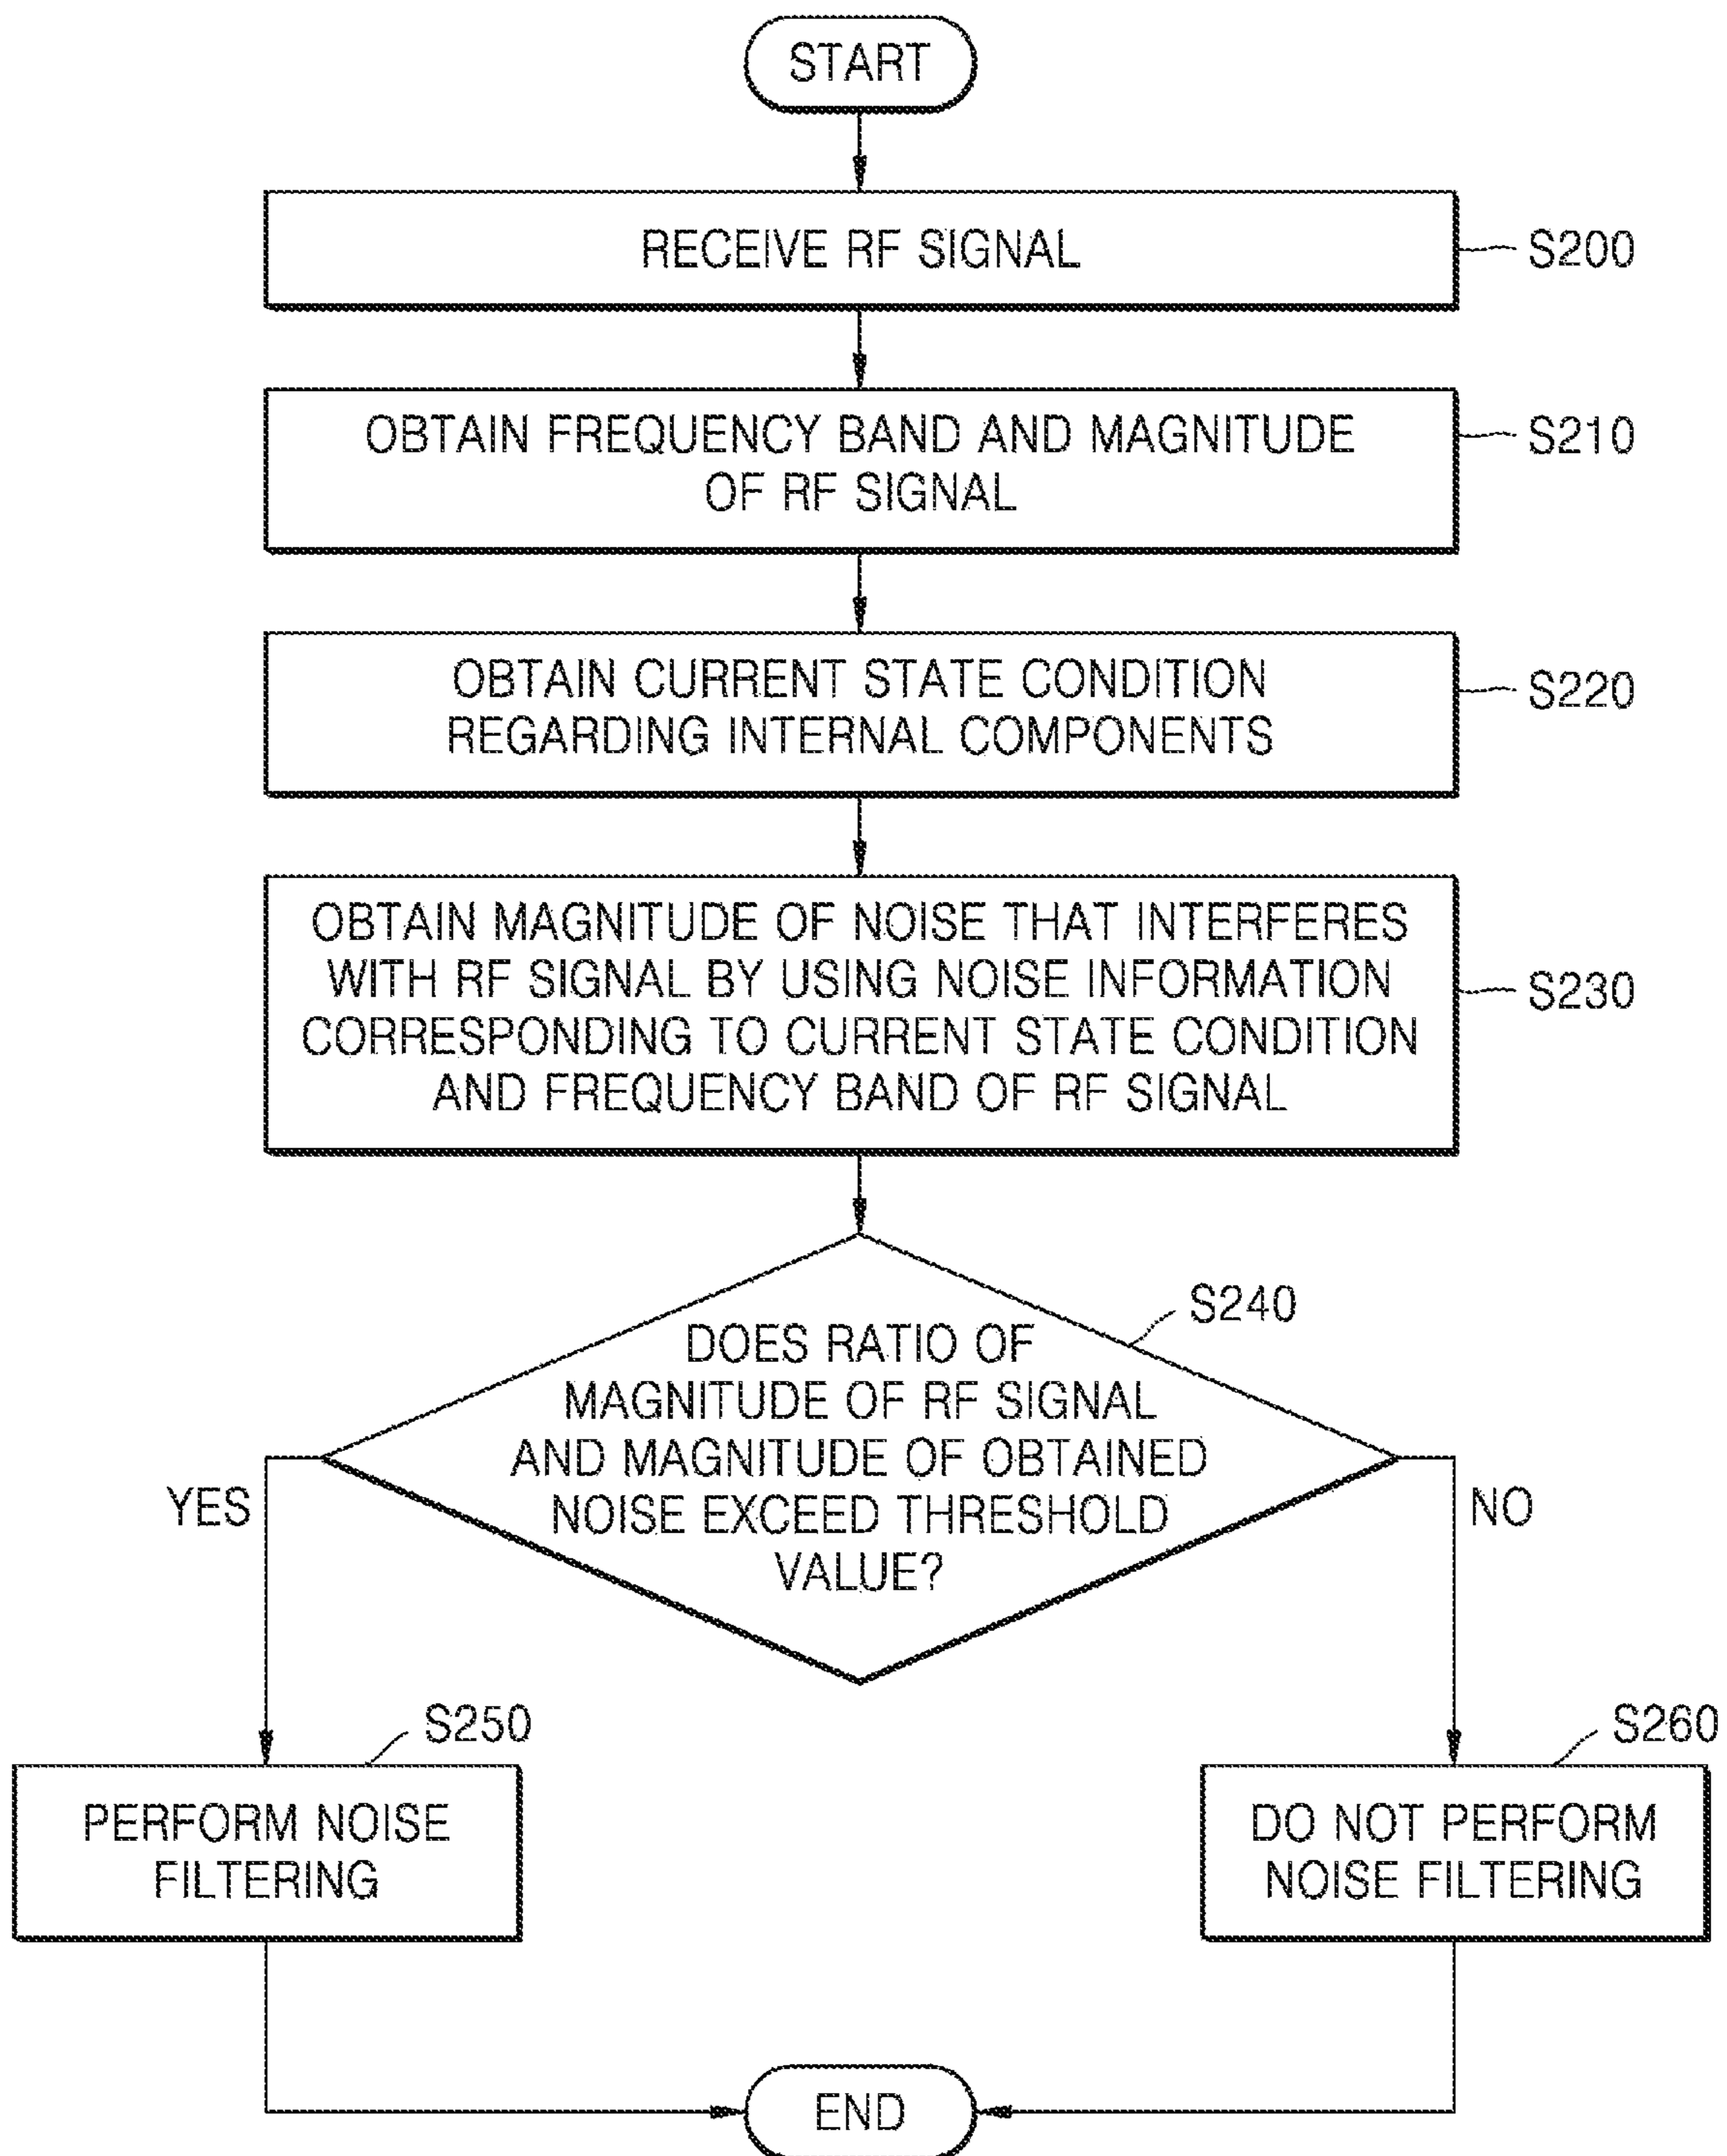 START
RECEIVE RF SIGNAL
S200
OBTAIN FREQUENCY BAND AND MAGNITUDE
OF RF SIGNAL
S210
OBTAIN CURRENT STATE CONDITION
REGARDING INTERNAL COMPONENTS
S220
OBTAIN MAGNITUDE OF NOISE THAT INTERFERES
WITH RF SIGNAL BY USING NOISE INFORMATION
CORRESPONDING TO CURRENT STATE CONDITION
AND FREQUENCY BAND OF RF SIGNAL
S230
S240
DOES RATIO OF
MAGNITUDE OF RF SIGNAL
AND MAGNITUDE OF OBTAINED
NOISE EXCEED THRESHOLD
VALUE?
YES
NO
S250
PERFORM NOISE
FILTERING
S260
DO NOT PERFORM
NOISE FILTERING
END